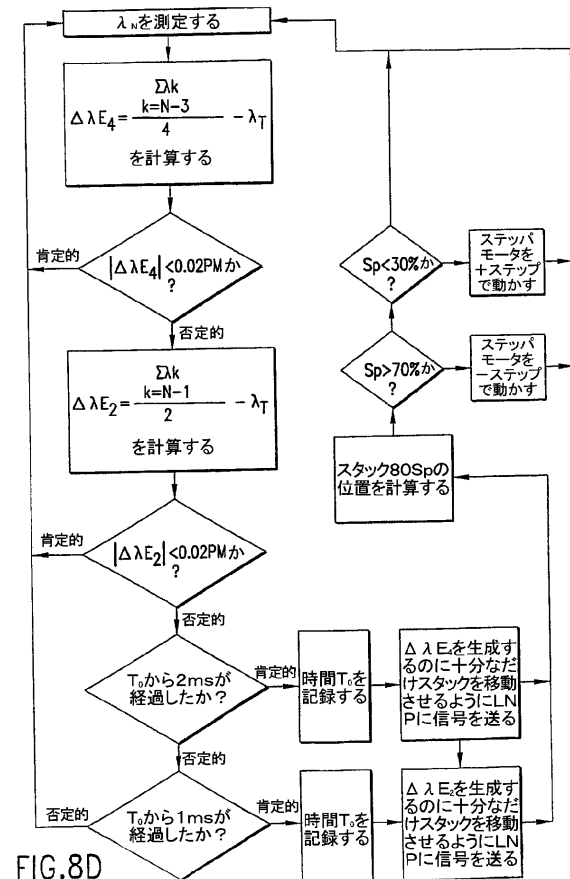 λNを測定する
Σλk
k=N-3
ΔλE4= ― -λT
4
を計算する
肯定的
|ΔλE4|<0.02PMか
?
否定的
Σλk
k=N-1
ΔλE2= ― -λT
2
を計算する
肯定的
|ΔλE2|<0.02PMか
?
否定的
T0から2msが
経過したか?
肯定的
時間T0を
記録する
ΔλE4を生成す
るのに十分なだ
けスタックを移動
させるようにLN
Pに信号を送る
否定的
否定的
T0から1msが
経過したか?
肯定的
時間T0を
記録する
ΔλE2を生成す
るのに十分なだ
けスタックを移動
させるようにLN
Pに信号を送る
スタック80Spの
位置を計算する
Sp>70%か
?
ステッパ
モータを
-ステップ
で動かす
Sp<30%か
?
ステッパ
モータを
+ステップ
で動かす
FIG.8D